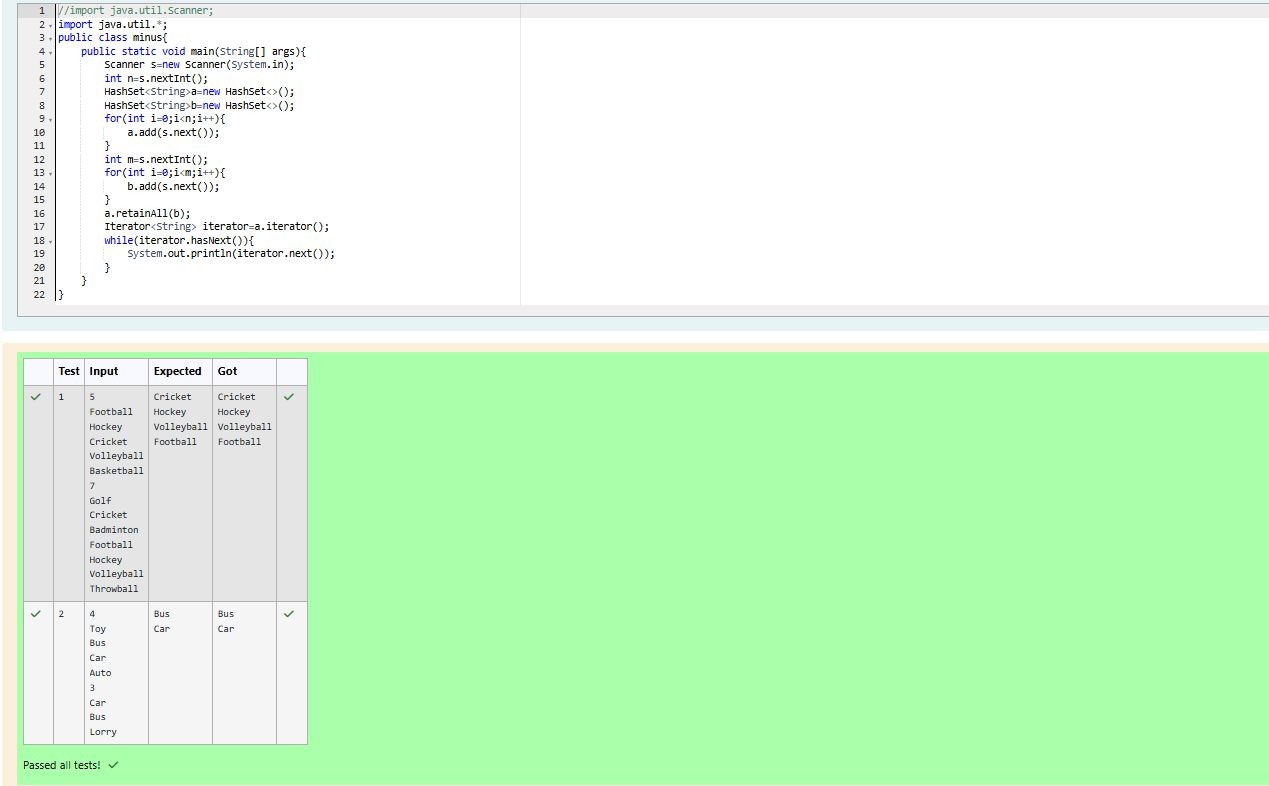 1 //import java.util.Scanner;
2 import java.util.*;
3 public class minus{
4     public static void main(String[] args){
5         Scanner s=new Scanner(System.in);
6         int n=s.nextInt();
7         HashSet<String>a=new HashSet<>();
8         HashSet<String>b=new HashSet<>();
9         for(int i=0;i<n;i++){
10             a.add(s.next());
11         }
12         int m=s.nextInt();
13         for(int i=0;i<m;i++){
14             b.add(s.next());
15         }
16         a.retainAll(b);
17         Iterator<String> iterator=a.iterator();
18         while(iterator.hasNext()){
19             System.out.println(iterator.next());
20         }
21     }
22 }
Test Input Expected Got
✓ 1 5 Cricket Cricket ✓
Football Hockey Hockey
Hockey Volleyball Volleyball
Cricket Football Football
Volleyball
Basketball
7
Golf
Cricket
Badminton
Football
Hockey
Volleyball
Throwball
✓ 2 4 Bus Bus ✓
Toy Car Car
Bus
Car
Auto
3
Car
Bus
Lorry
Passed all tests! ✓